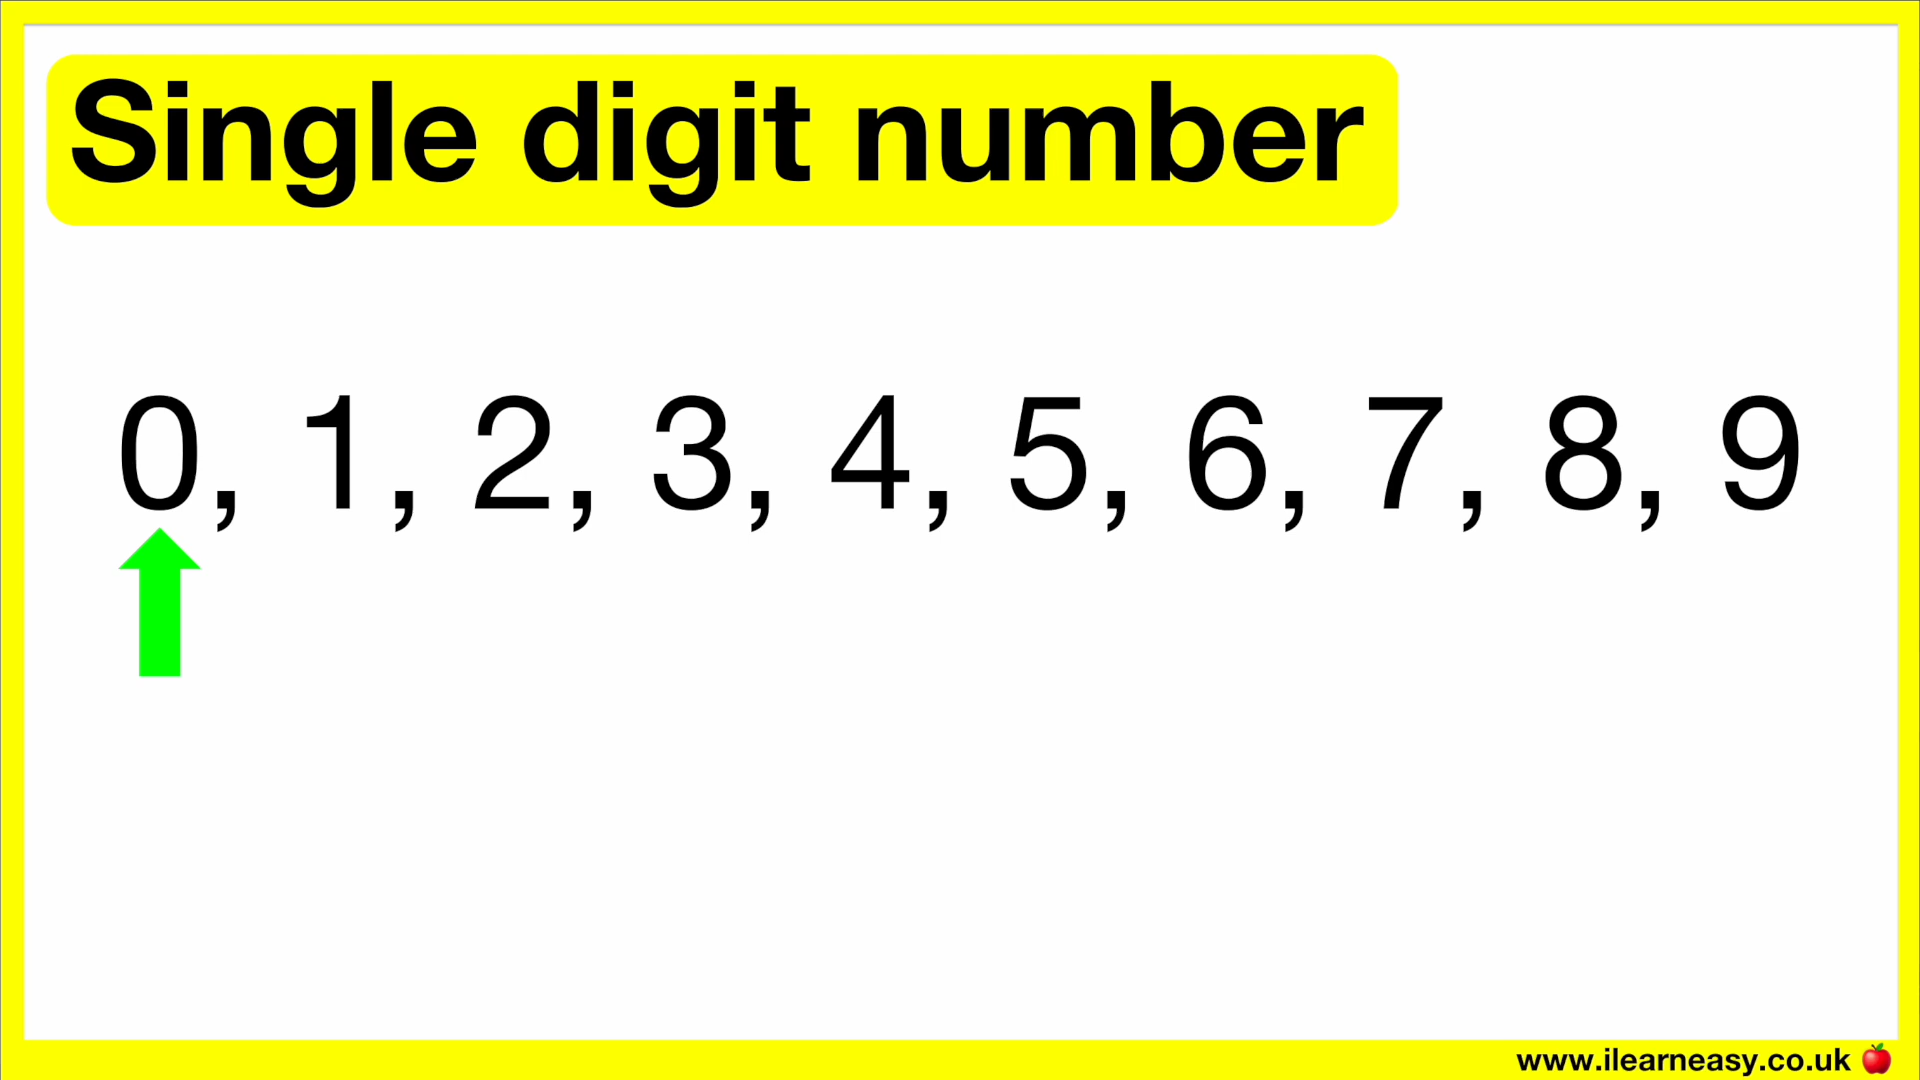 Single digit number
0, 1, 2, 3, 4, 5, 6, 7, 8, 9
www.ilearneasy.co.uk